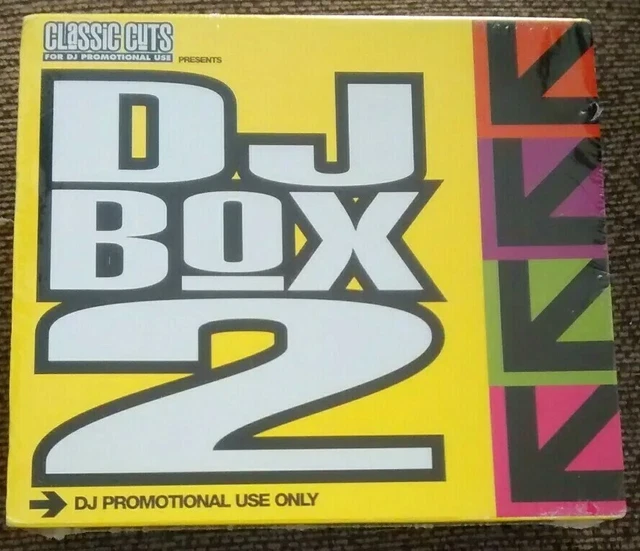 CLASSIC CUTS
FOR DJ PROMOTIONAL USE
PRESENTS
DJ
BOX
2
DJ PROMOTIONAL USE ONLY